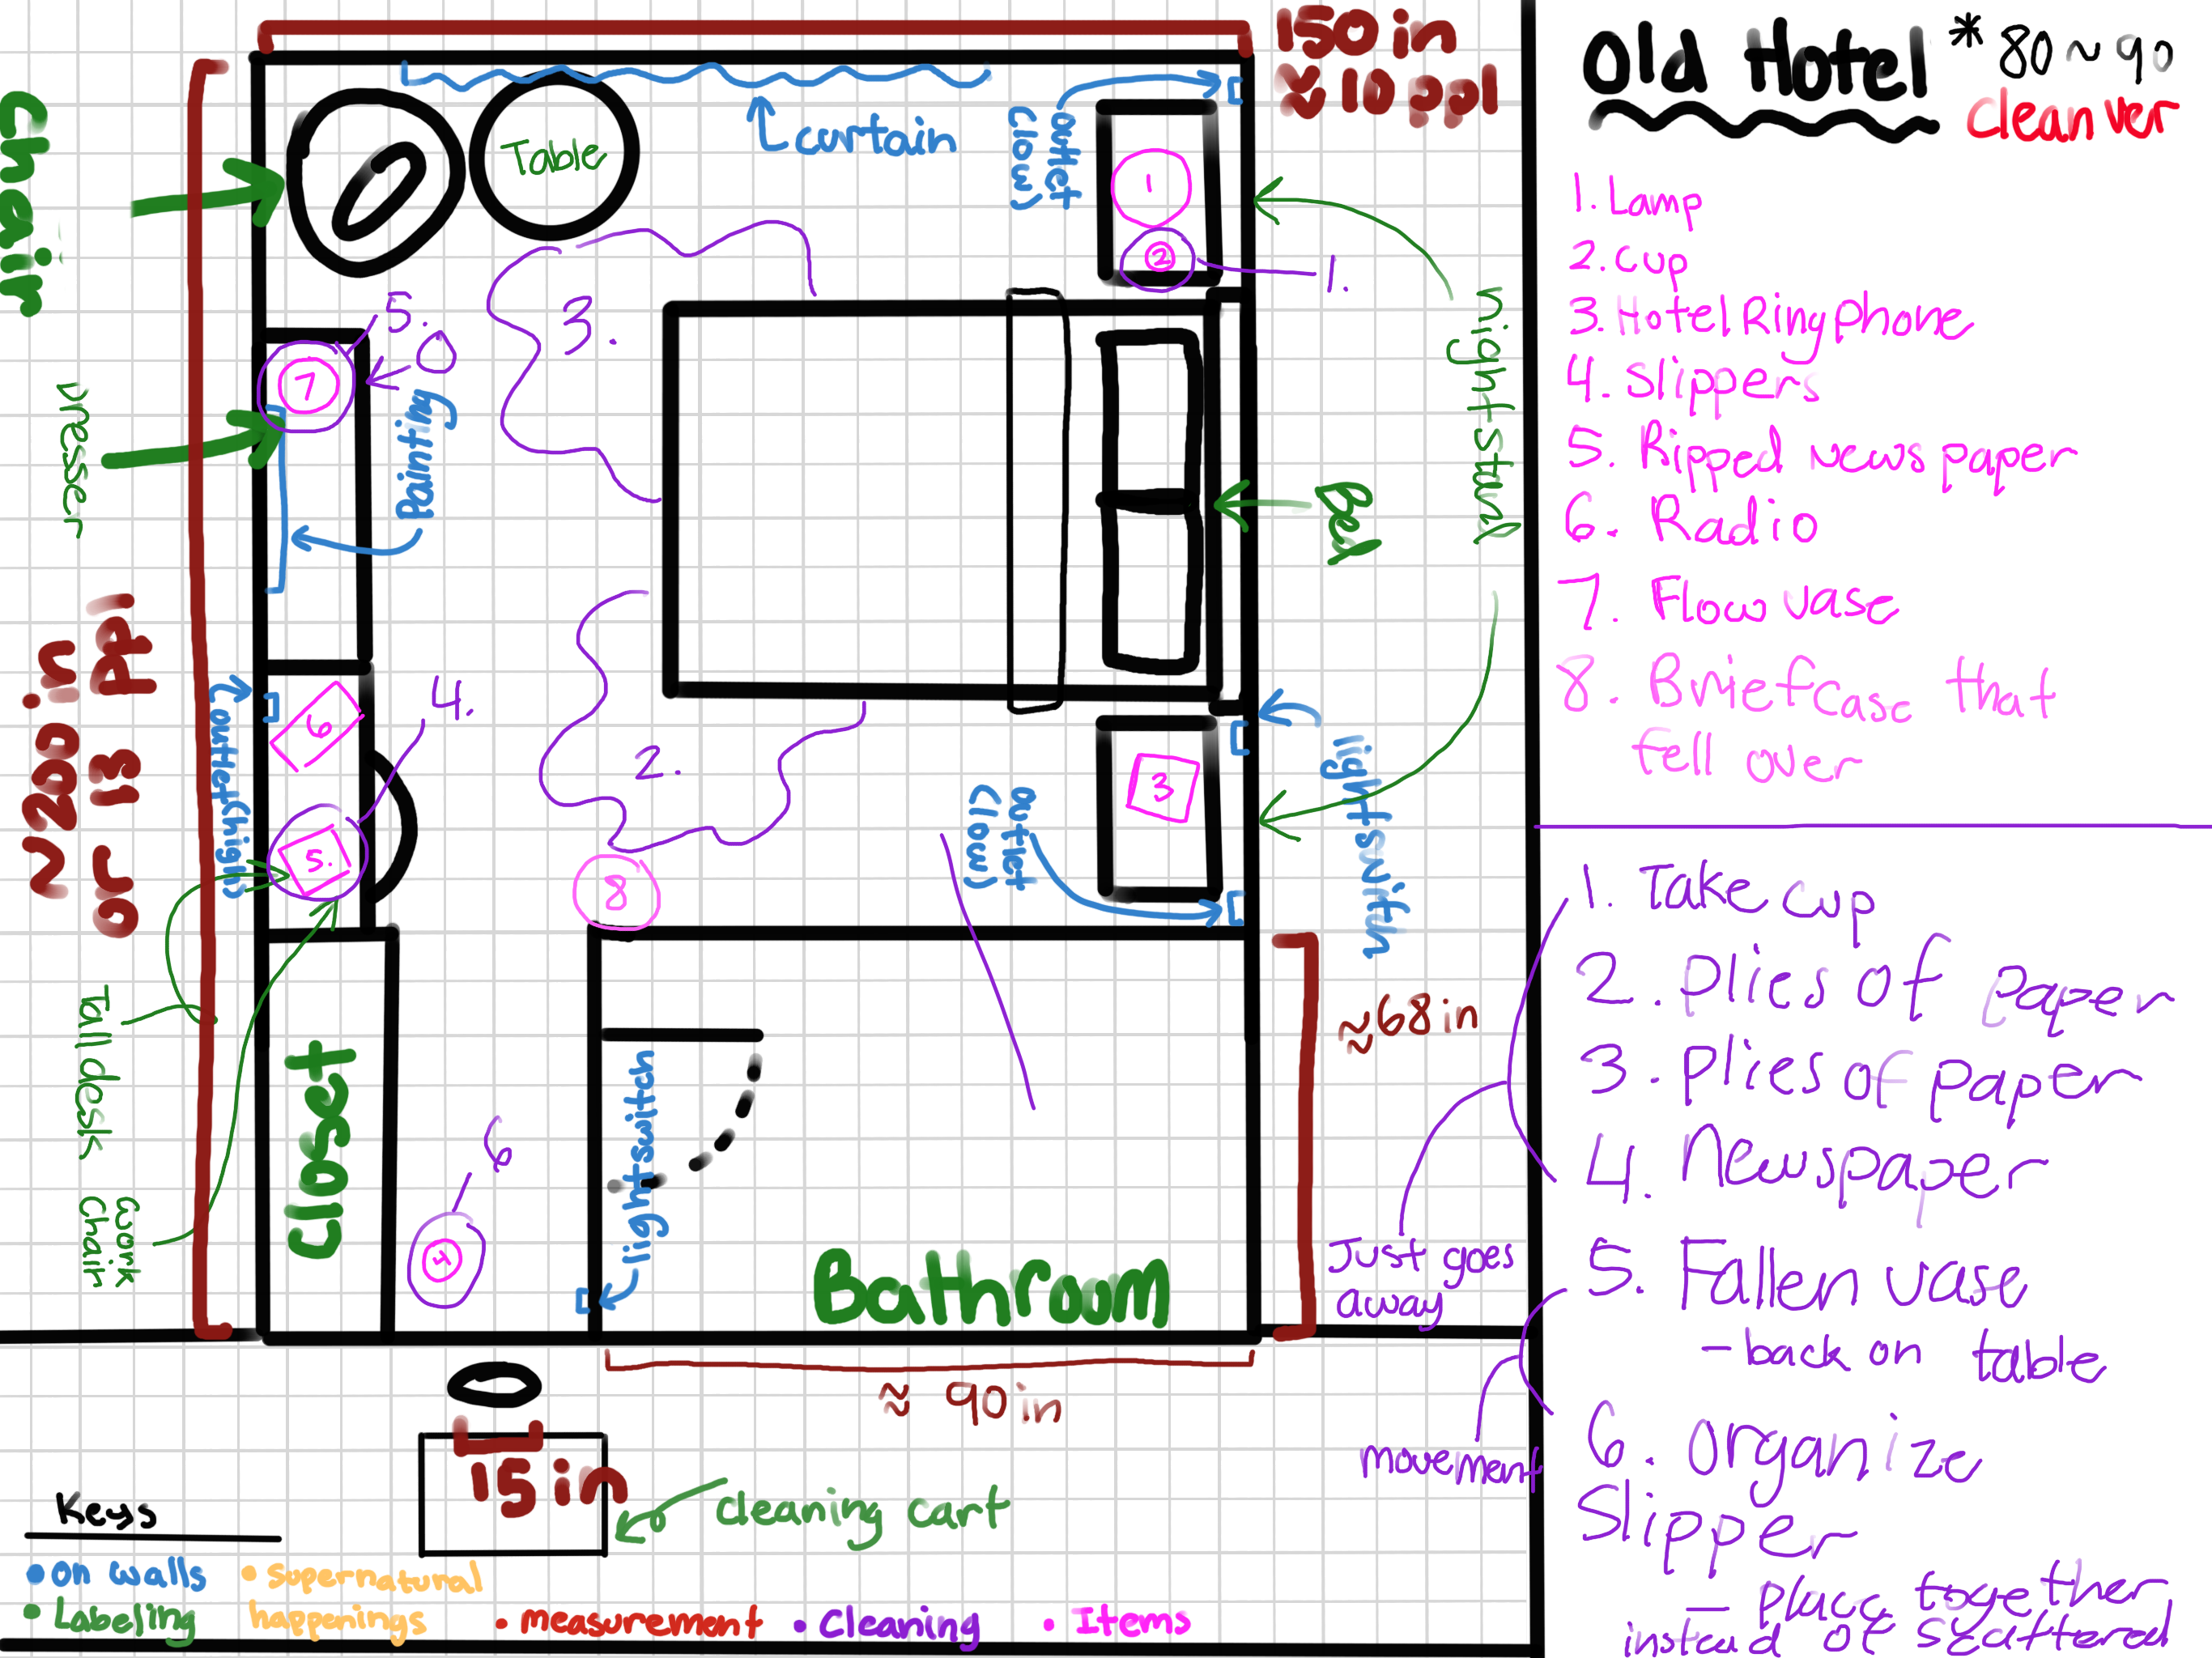 150 in
≈ 10 ppl
Old Hotel * 80 ~ 90
clean ver
1. Lamp
2. cup
3. Hotel Ring phone
4. slippers
5. Ripped news paper
6. Radio
7. Flow vase
8. Briefcase that
fell over
1. Take cup
2. Plies of paper
3. Plies of paper
4. Newspaper
5. Fallen vase
- back on table
6. organize
Slipper
- place together
instead of scattered
Just goes
away
movement
Chair
Table
curtain
outlet
(low)
1
2
1.
nightstand
3.
5.
7
Painting
Dresser
Bed
~200 in
or 13 ppl
outlet (high)
6
4.
5.
2.
8
3
outlet
(low)
lightswith
≈68 in
Tall desk
work
chair
Closet
6
4
lightswitch
Bathroom
≈ 90 in
15 in
cleaning cart
Keys
• on walls
• supernatural
happenings
• Labeling
• measurement
• Cleaning
• Items